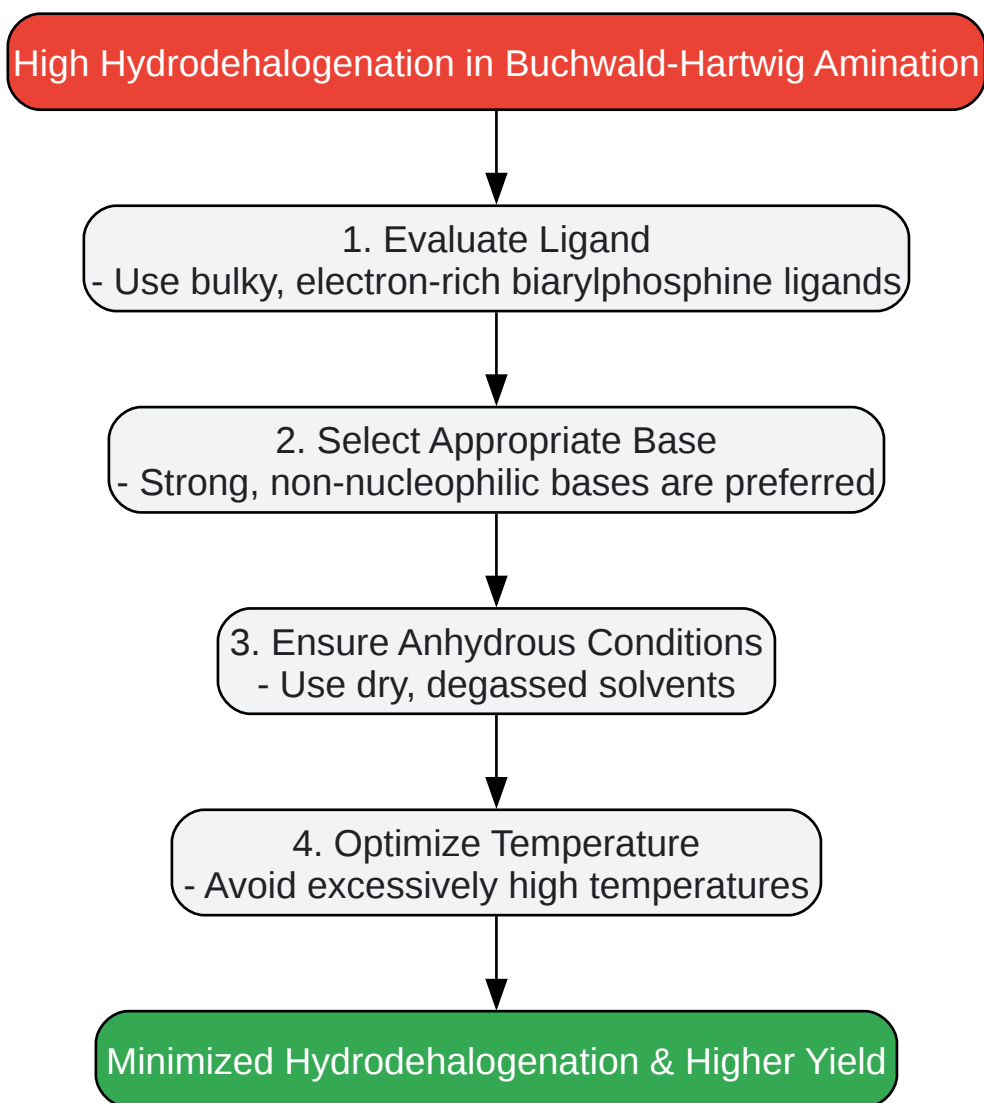 High Hydrodehalogenation in Buchwald-Hartwig Amination
1. Evaluate Ligand
- Use bulky, electron-rich biarylphosphine ligands
2. Select Appropriate Base
- Strong, non-nucleophilic bases are preferred
3. Ensure Anhydrous Conditions
- Use dry, degassed solvents
4. Optimize Temperature
- Avoid excessively high temperatures
Minimized Hydrodehalogenation & Higher Yield